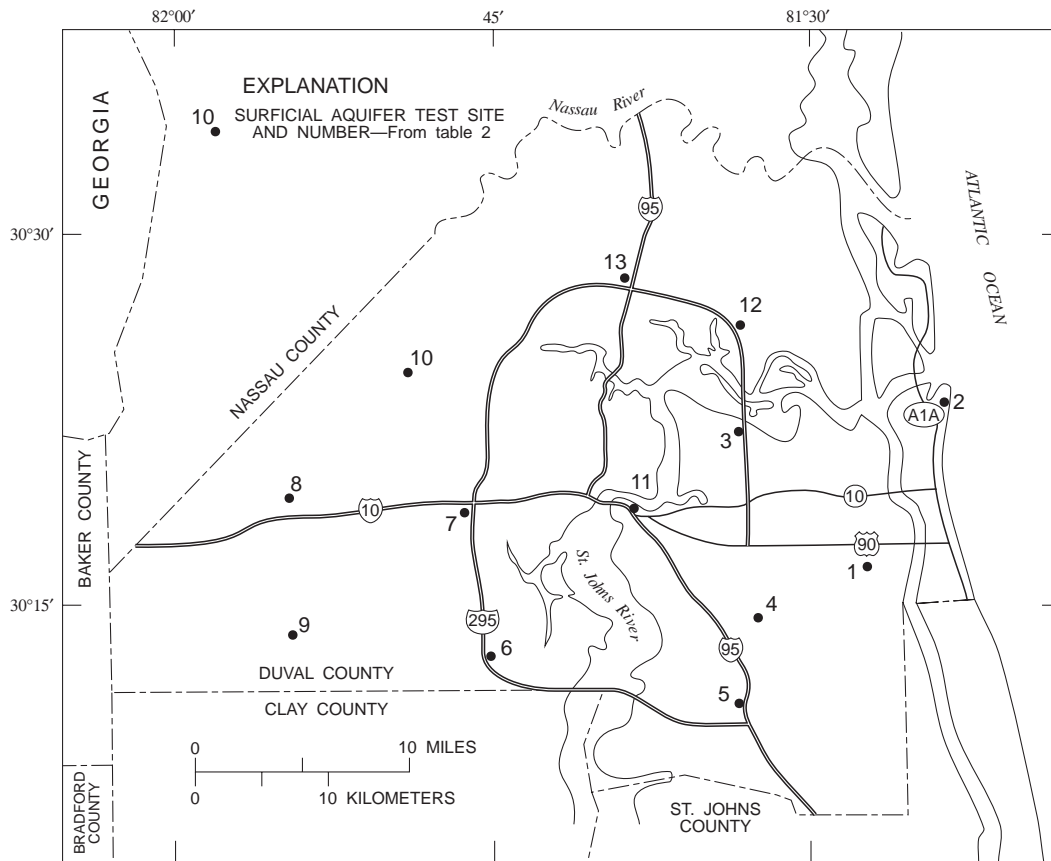 82°00′
45′
81°30′
EXPLANATION
10
SURFICIAL AQUIFER TEST SITE
AND NUMBER—From table 2
GEORGIA
Nassau River
95
ATLANTIC
OCEAN
30°30′
13
12
NASSAU COUNTY
10
2
A1A
3
8
10
7
11
10
90
1
BAKER COUNTY
St. Johns
River
30°15′
4
295
9
6
95
DUVAL COUNTY
5
CLAY COUNTY
0
10 MILES
0
10 KILOMETERS
BRADFORD
COUNTY
ST. JOHNS
COUNTY